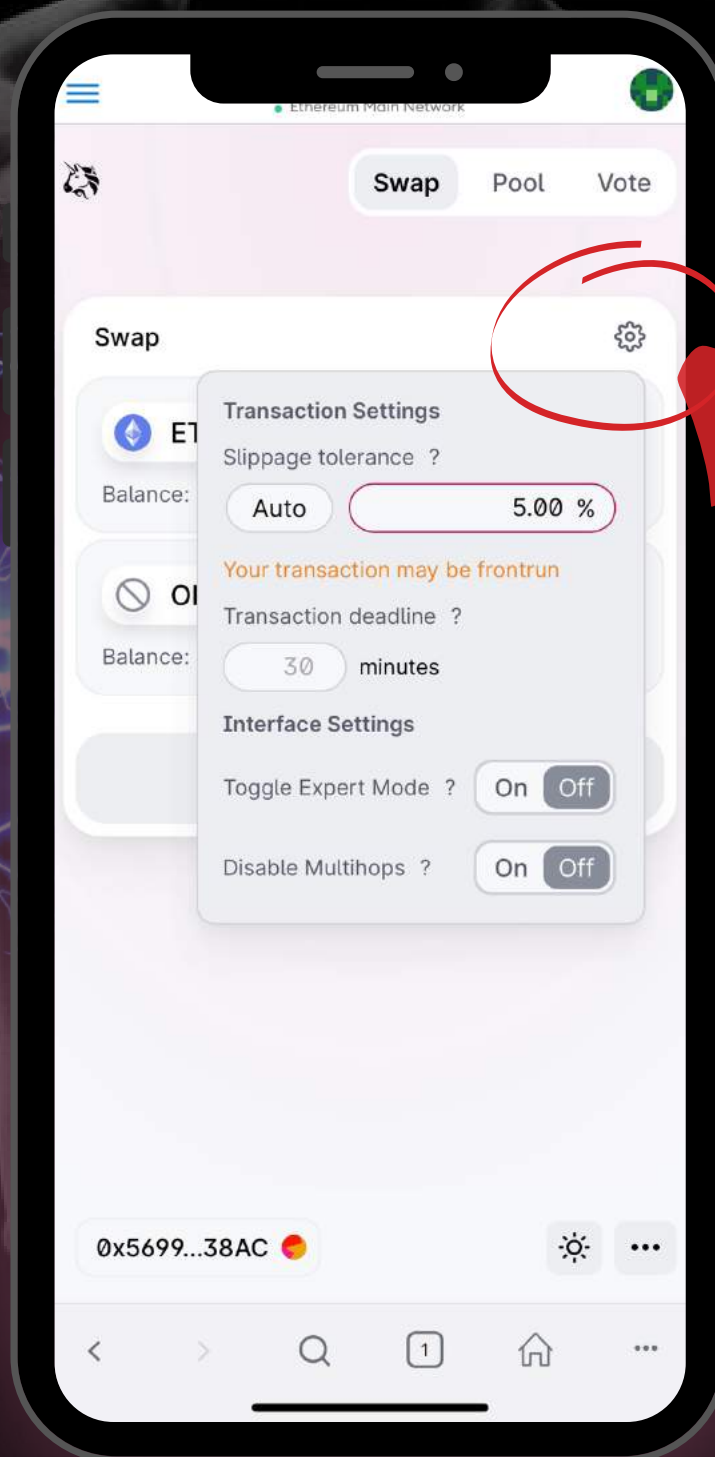 Ethereum Main Network
Swap Pool Vote
Swap
Transaction Settings
Slippage tolerance ?
Balance:
Auto 5.00 %
Your transaction may be frontrun
Transaction deadline ?
Balance:
30 minutes
Interface Settings
Toggle Expert Mode ? On Off
Disable Multihops ? On Off
0x5699...38AC
1